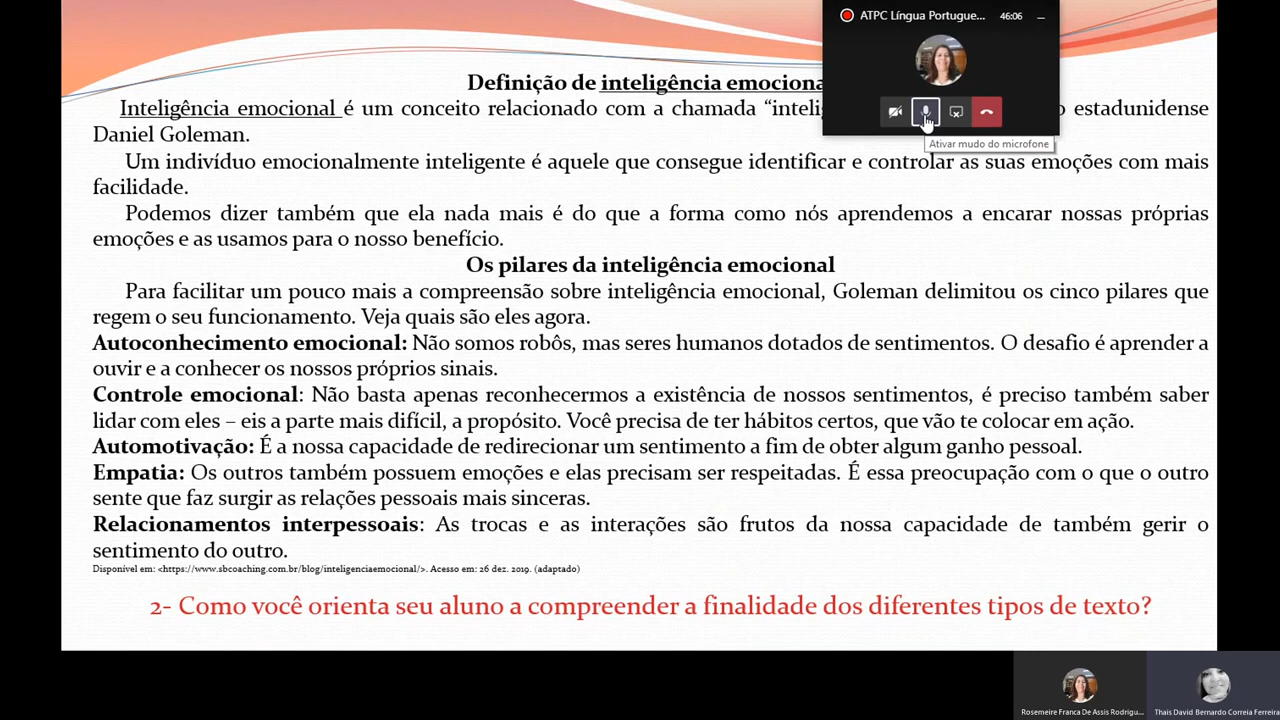 ATPC Língua Portugue... 46:06
Definição de inteligência emociona
Inteligência emocional é um conceito relacionado com a chamada “inteli o estadunidense
Daniel Goleman.
Ativar mudo do microfone
Um indivíduo emocionalmente inteligente é aquele que consegue identificar e controlar as suas emoções com mais
facilidade.
Podemos dizer também que ela nada mais é do que a forma como nós aprendemos a encarar nossas próprias
emoções e as usamos para o nosso benefício.
Os pilares da inteligência emocional
Para facilitar um pouco mais a compreensão sobre inteligência emocional, Goleman delimitou os cinco pilares que
regem o seu funcionamento. Veja quais são eles agora.
Autoconhecimento emocional: Não somos robôs, mas seres humanos dotados de sentimentos. O desafio é aprender a
ouvir e a conhecer os nossos próprios sinais.
Controle emocional: Não basta apenas reconhecermos a existência de nossos sentimentos, é preciso também saber
lidar com eles – eis a parte mais difícil, a propósito. Você precisa de ter hábitos certos, que vão te colocar em ação.
Automotivação: É a nossa capacidade de redirecionar um sentimento a fim de obter algum ganho pessoal.
Empatia: Os outros também possuem emoções e elas precisam ser respeitadas. É essa preocupação com o que o outro
sente que faz surgir as relações pessoais mais sinceras.
Relacionamentos interpessoais: As trocas e as interações são frutos da nossa capacidade de também gerir o
sentimento do outro.
Disponível em: <https://www.sbcoaching.com.br/blog/inteligenciaemocional/>. Acesso em: 26 dez. 2019. (adaptado)
2- Como você orienta seu aluno a compreender a finalidade dos diferentes tipos de texto?
Rosemeire Franca De Assis Rodrigu...
Thais David Bernardo Correia Ferreira